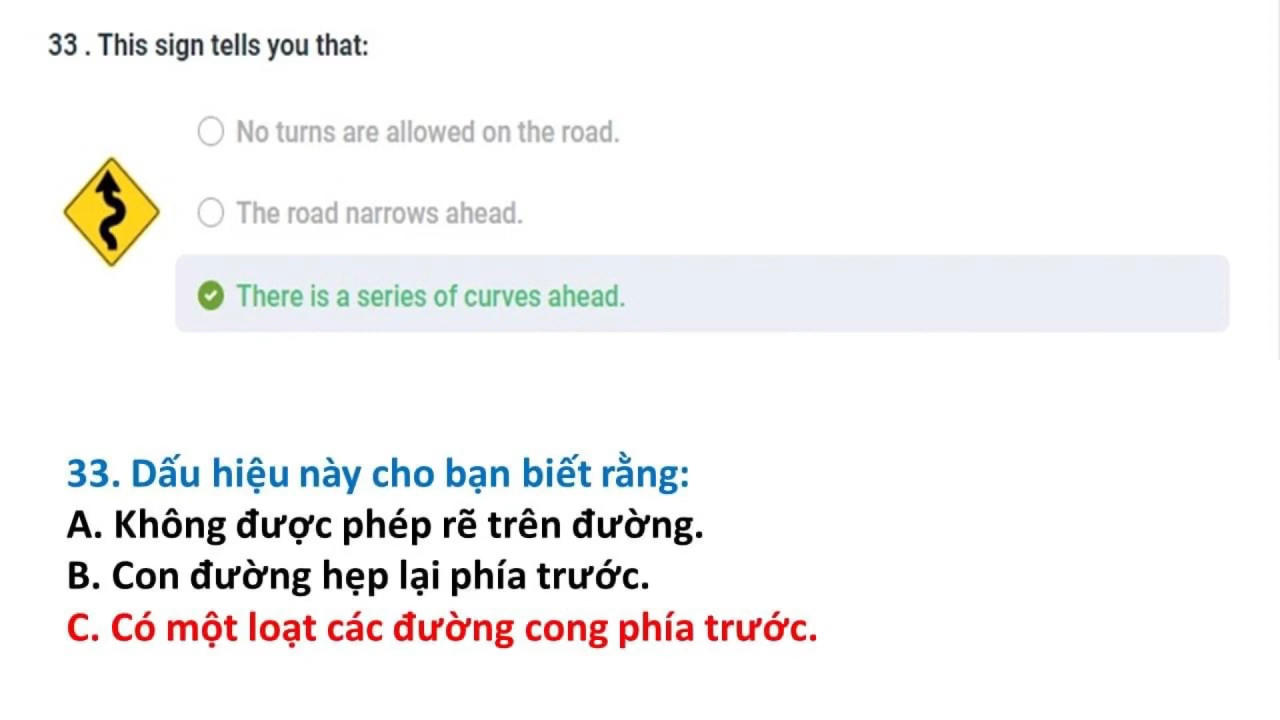 33 . This sign tells you that:
No turns are allowed on the road.
The road narrows ahead.
There is a series of curves ahead.
33. Dấu hiệu này cho bạn biết rằng:
A. Không được phép rẽ trên đường.
B. Con đường hẹp lại phía trước.
C. Có một loạt các đường cong phía trước.